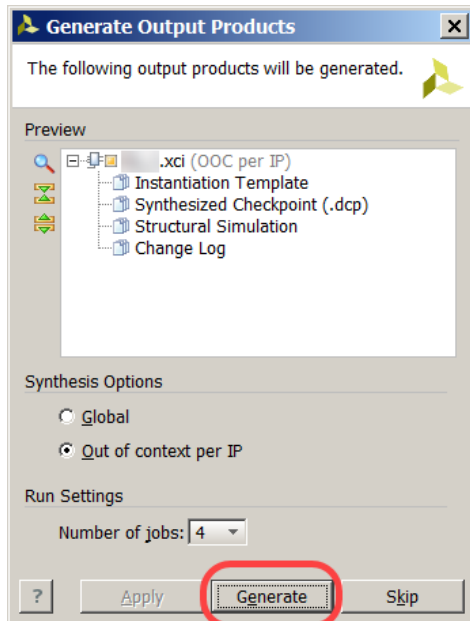 Generate Output Products
The following output products will be generated.
Preview
.xci (OOC per IP)
Instantiation Template
Synthesized Checkpoint (.dcp)
Structural Simulation
Change Log
Synthesis Options
Global
Out of context per IP
Run Settings
Number of jobs: 4
? Apply Generate Skip